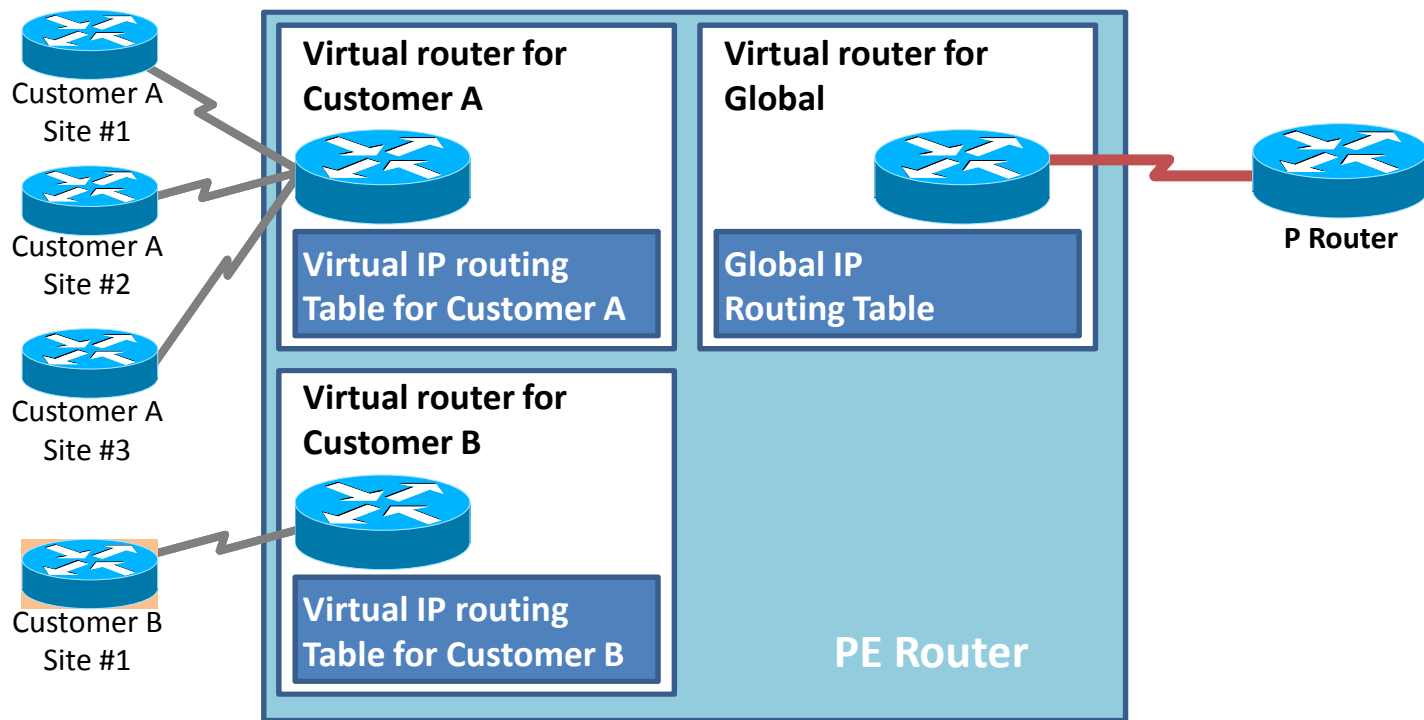 Customer A
Site #1
Customer A
Site #2
Customer A
Site #3
Customer B
Site #1
Virtual router for
Customer A
Virtual IP routing
Table for Customer A
Virtual router for
Global
Global IP
Routing Table
Virtual router for
Customer B
Virtual IP routing
Table for Customer B
PE Router
P Router